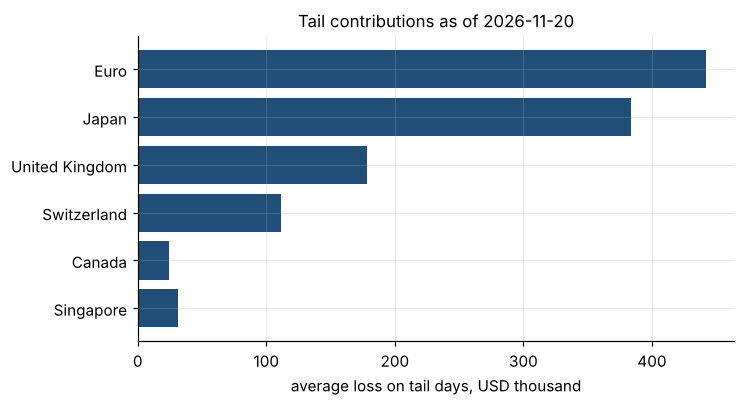 Tail contributions as of 2026-11-20
Euro
Japan
United Kingdom
Switzerland
Canada
Singapore
0 100 200 300 400
average loss on tail days, USD thousand